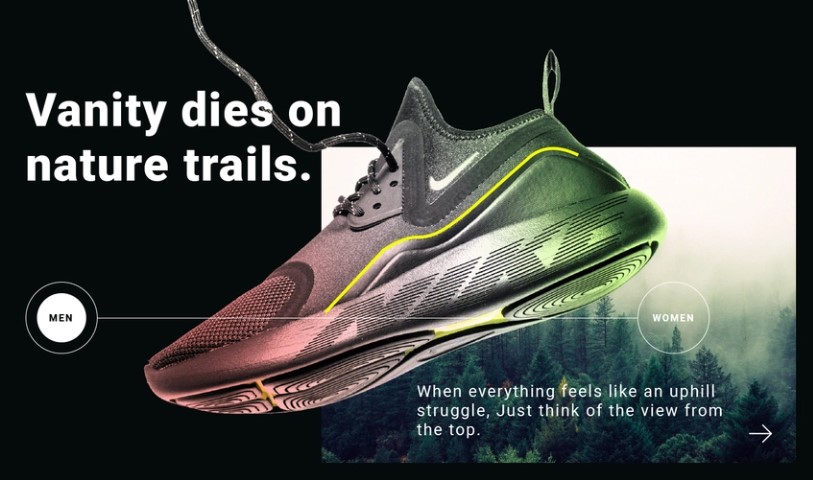 Vanity dies on
nature trails.
MEN
WOMEN
When everything feels like an uphill
struggle, Just think of the view from
the top.